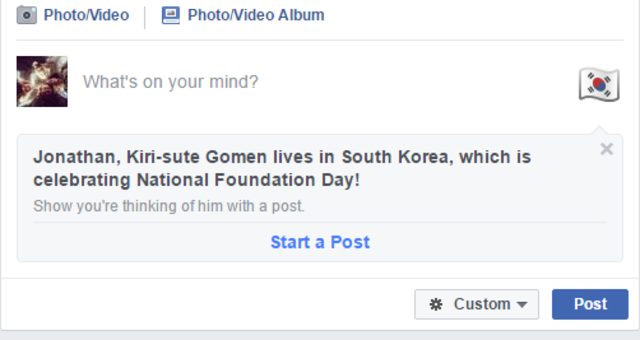 Photo/Video Photo/Video Album
What's on your mind?
Jonathan, Kiri-sute Gomen lives in South Korea, which is
celebrating National Foundation Day!
Show you're thinking of him with a post.
Start a Post
Custom Post